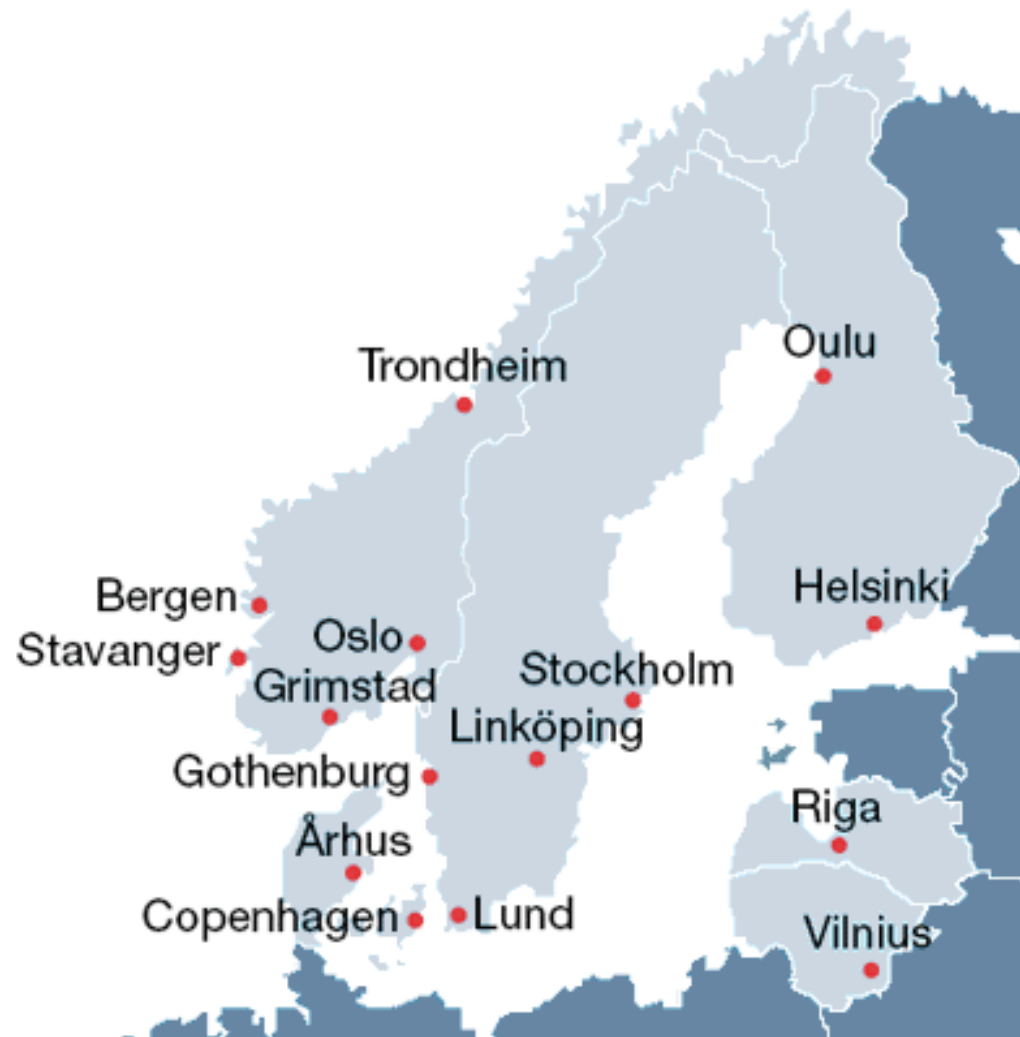 Oulu
Trondheim
Helsinki
Bergen
Oslo
Stavanger
Stockholm
Grimstad
Linköping
Gothenburg
Riga
Århus
Copenhagen
Lund
Vilnius